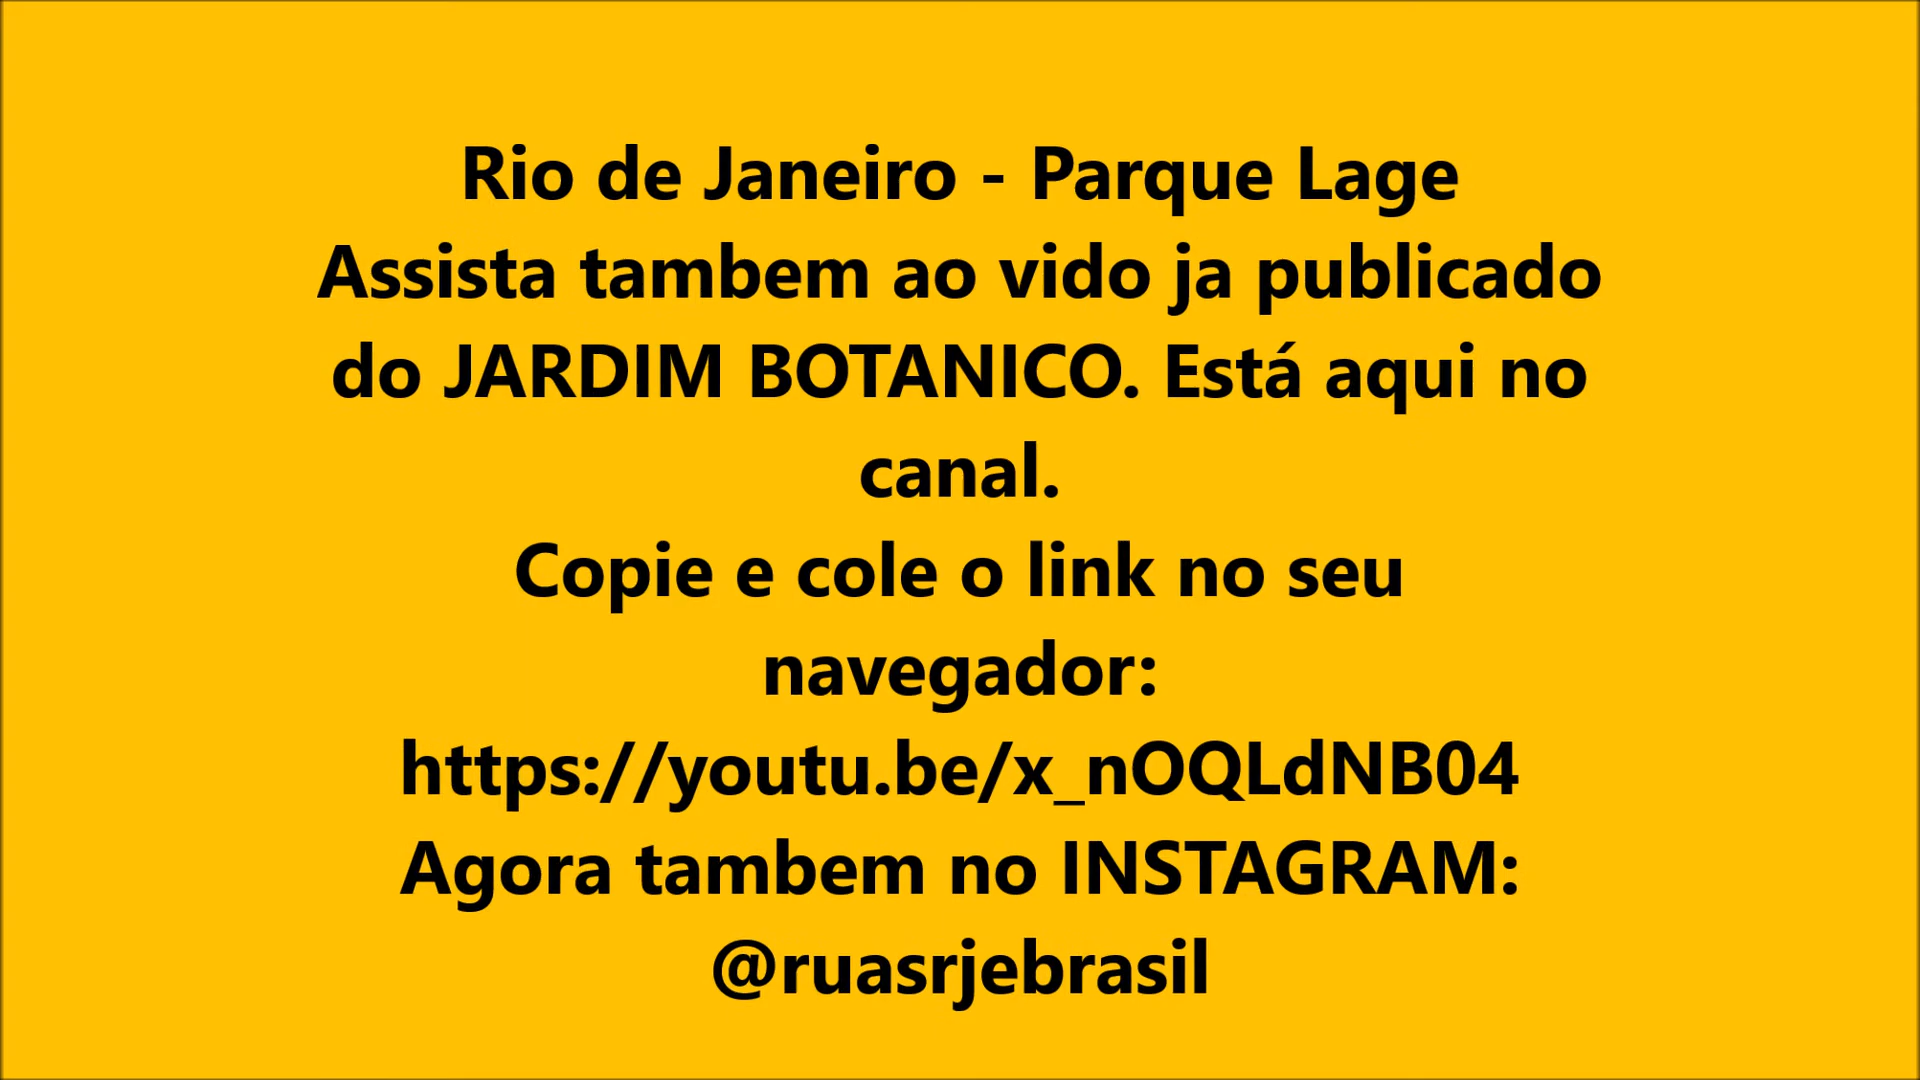 Rio de Janeiro - Parque Lage
Assista tambem ao vido ja publicado
do JARDIM BOTANICO. Está aqui no
canal.
Copie e cole o link no seu
navegador:
https://youtu.be/x_nOQLdNB04
Agora tambem no INSTAGRAM:
@ruasrjebrasil